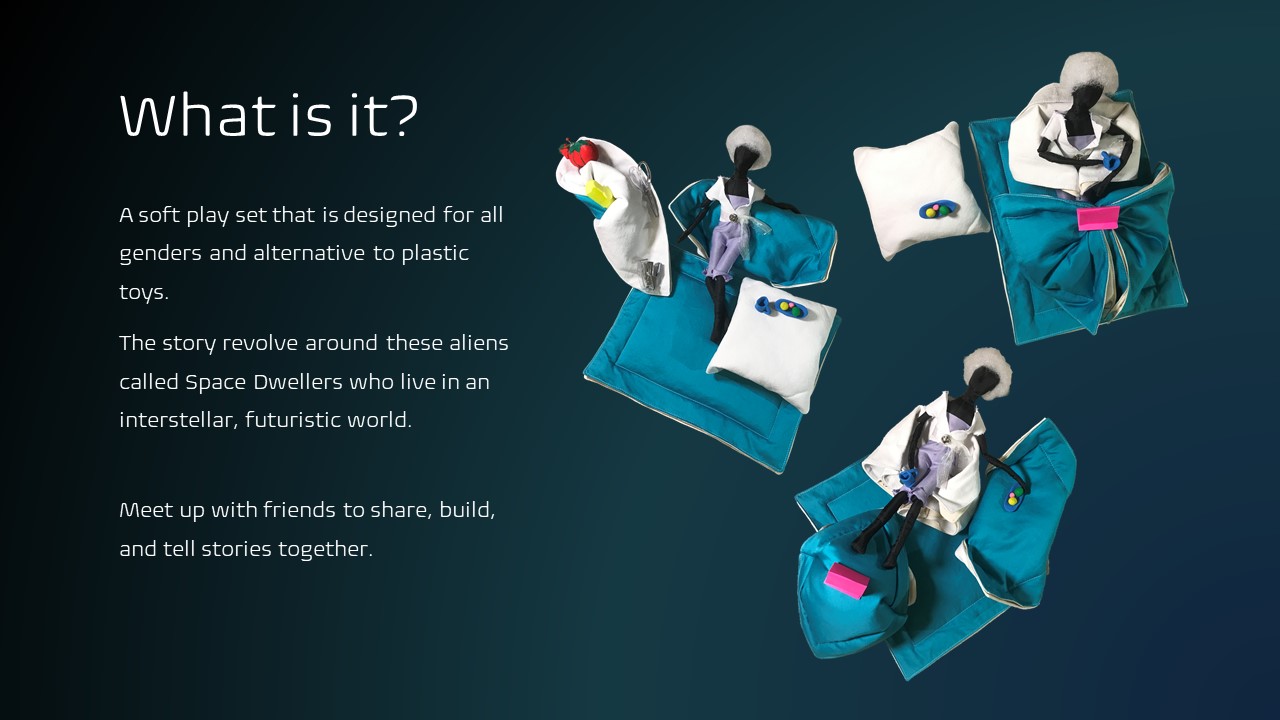 What is it?
A soft play set that is designed for all
genders and alternative to plastic
toys.
The story revolve around these aliens
called Space Dwellers who live in an
interstellar, futuristic world.
Meet up with friends to share, build,
and tell stories together.